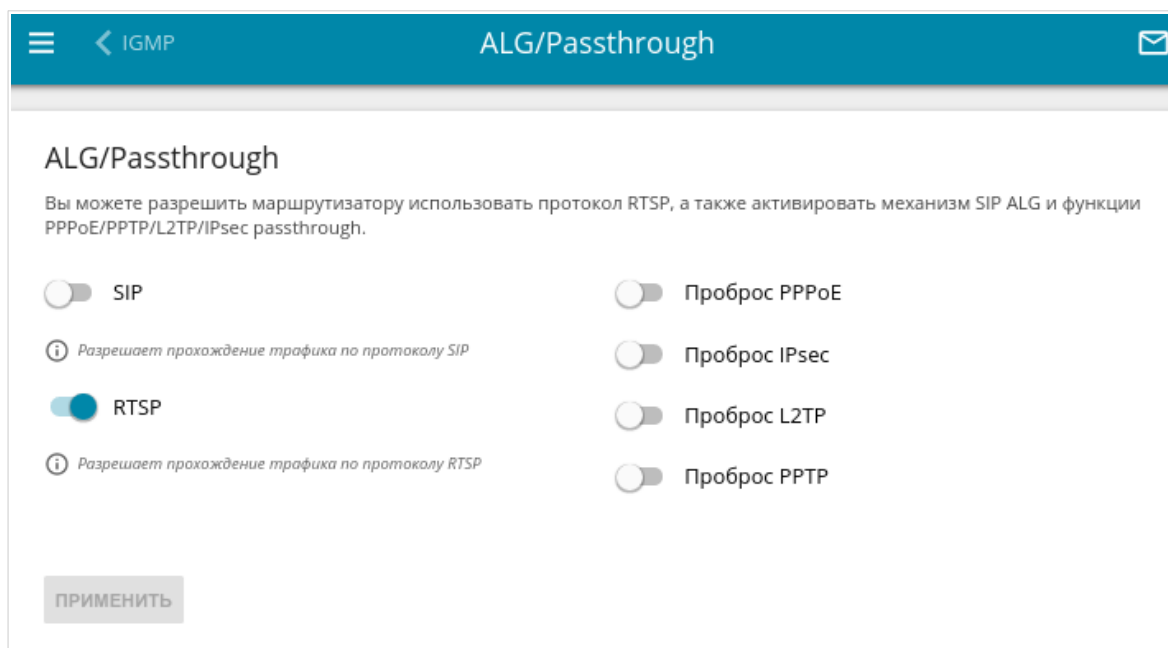 IGMP
ALG/Passthrough
ALG/Passthrough
Вы можете разрешить маршрутизатору использовать протокол RTSP, а также активировать механизм SIP ALG и функции
PPPoE/PPTP/L2TP/IPsec passthrough.
SIP
Разрешает прохождение трафика по протоколу SIP
RTSP
Разрешает прохождение трафика по протоколу RTSP
Проброс PPPoE
Проброс IPsec
Проброс L2TP
Проброс PPTP
ПРИМЕНИТЬ